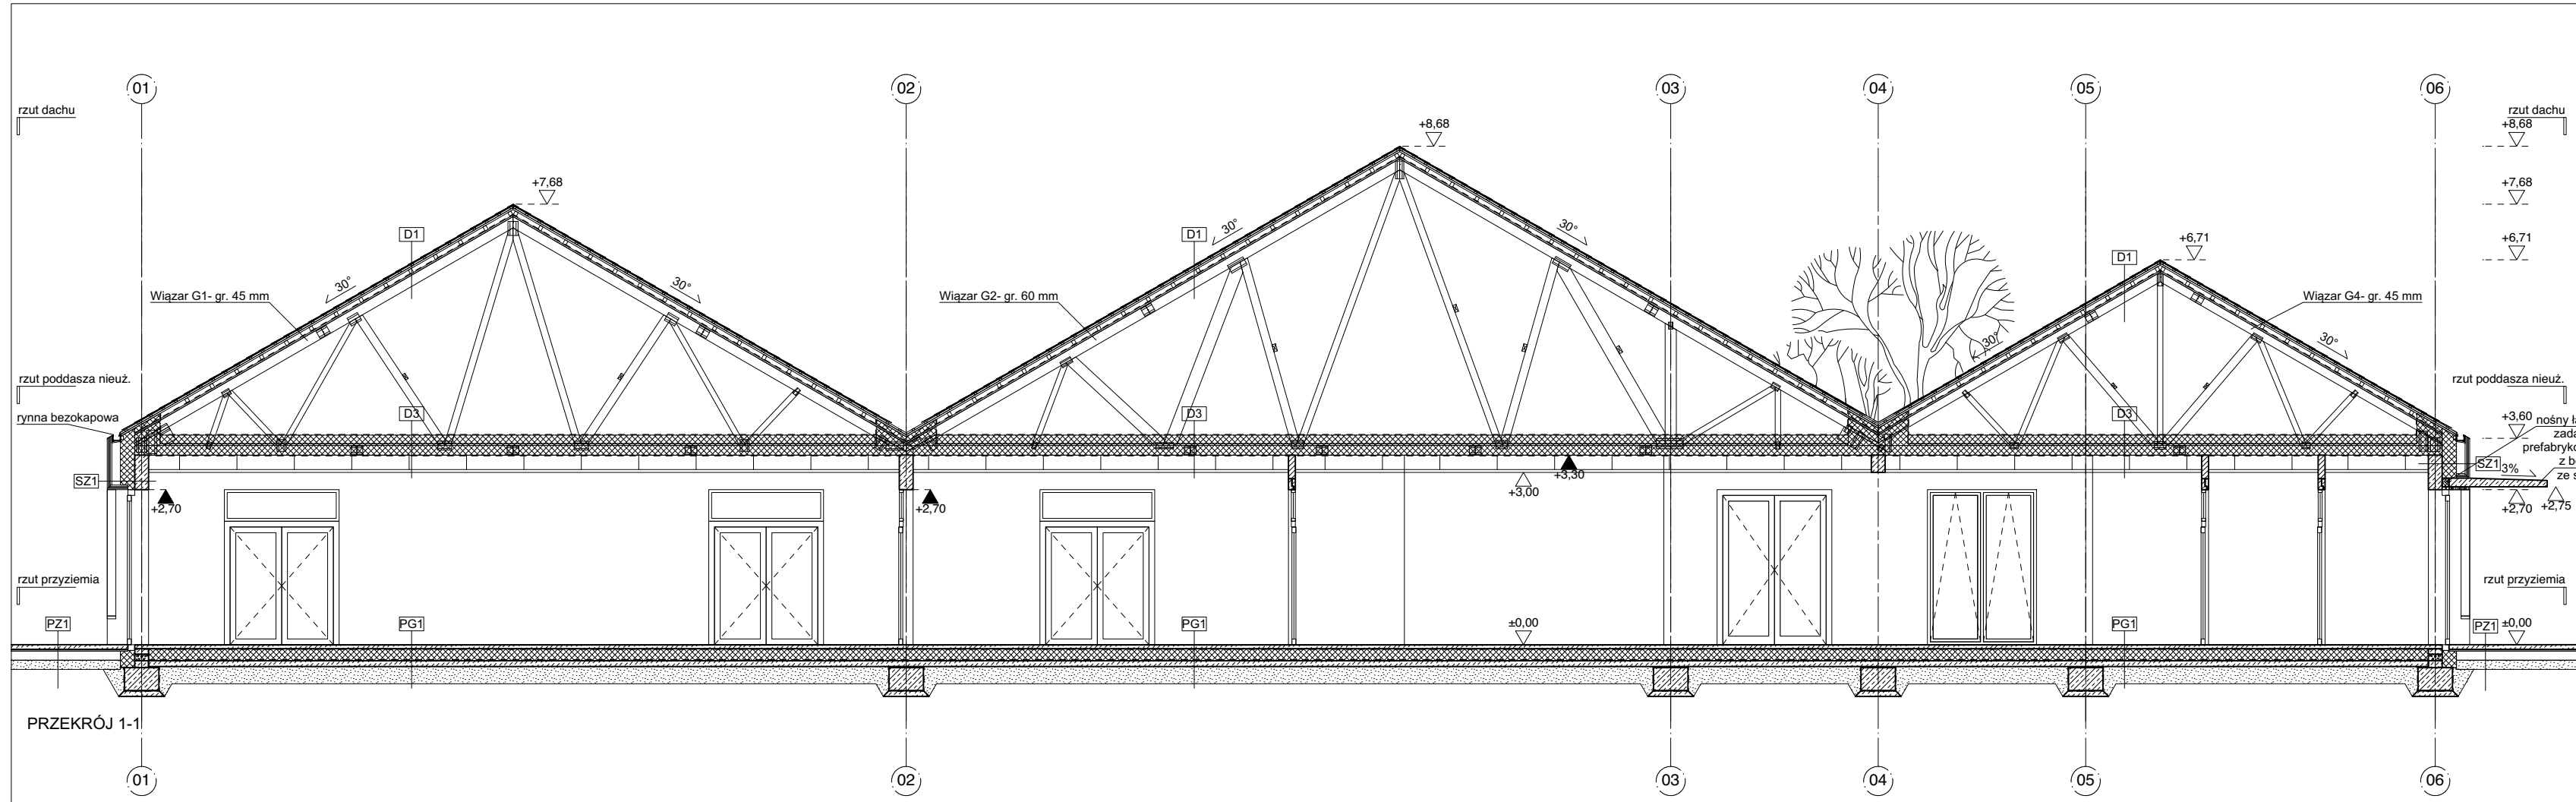 01 02 03 04 05 06
rzut dachu rzut dachu
+8,68 +8,68
+7,68 +7,68
+6,71 +6,71
D1 D1 D1
30° 30° 30° 30° 30° 30°
Wiązar G1- gr. 45 mm Wiązar G2- gr. 60 mm Wiązar G4- gr. 45 mm
rzut poddasza nieuż. rzut poddasza nieuż.
rynna bezokapowa
D3 D3 D3
+3,60
nośny
zada
prefabryko
z b
ze s
SZ1 SZ1
3%
+3,30
+3,00
+2,70 +2,70 +2,70 +2,75
rzut przyziemia rzut przyziemia
PZ1 PG1 PG1 ±0,00 PG1 PZ1 ±0,00
PRZEKRÓJ 1-1
01 02 03 04 05 06